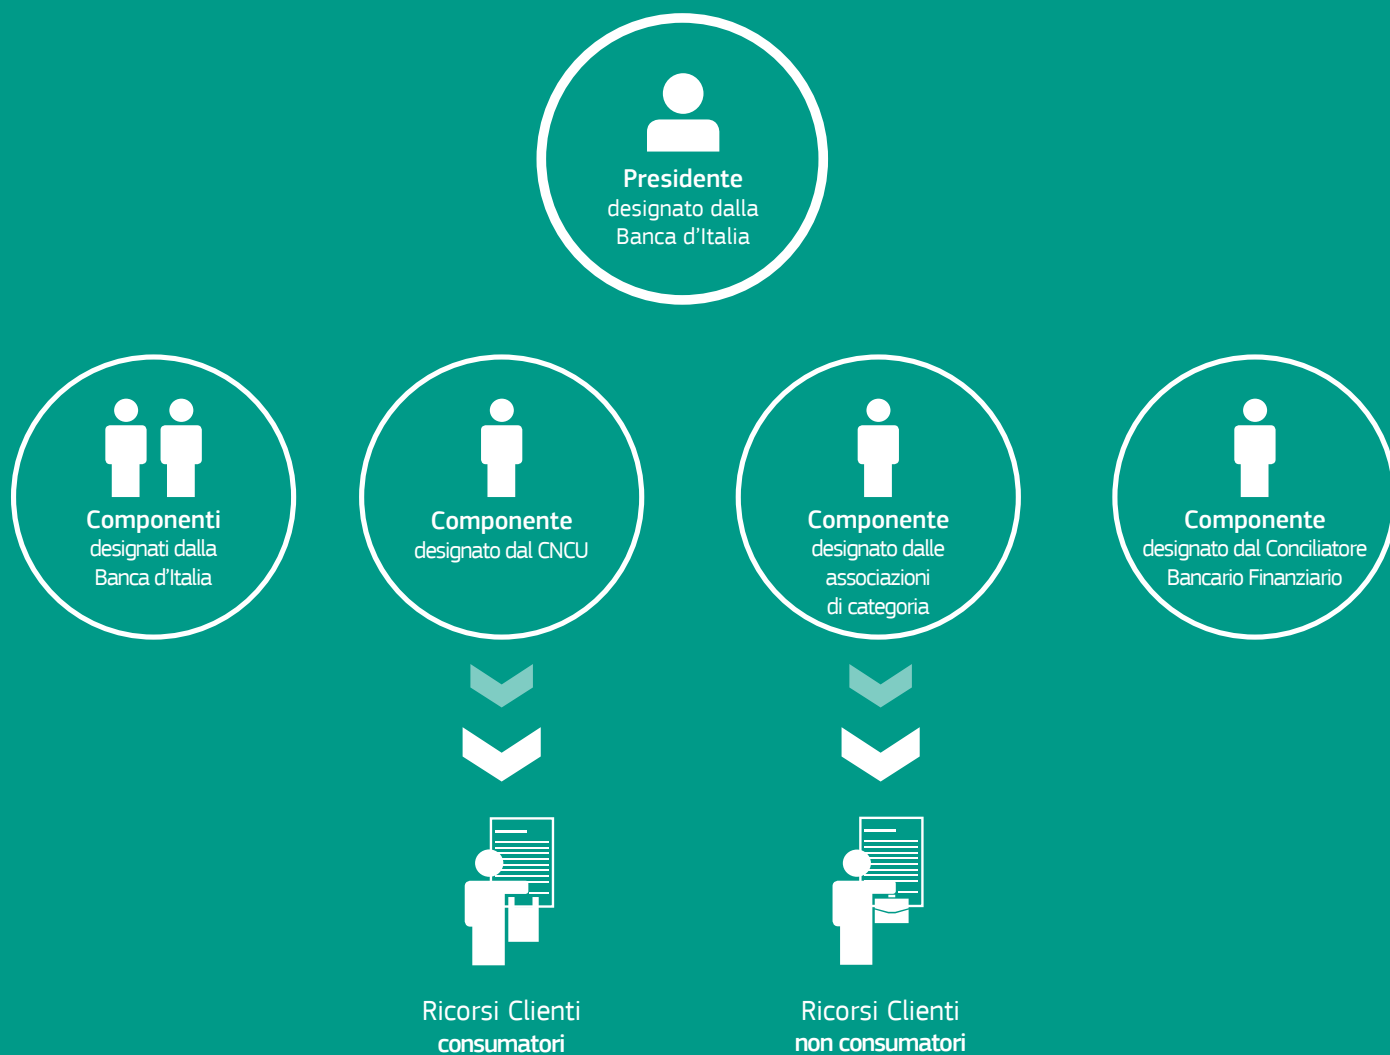 Presidente
designato dalla
Banca d'Italia
Componenti
designati dalla
Banca d'Italia
Componente
designato dal CNCU
Componente
designato dalle
associazioni
di categoria
Componente
designato dal Conciliatore
Bancario Finanziario
Ricorsi Clienti
consumatori
Ricorsi Clienti
non consumatori